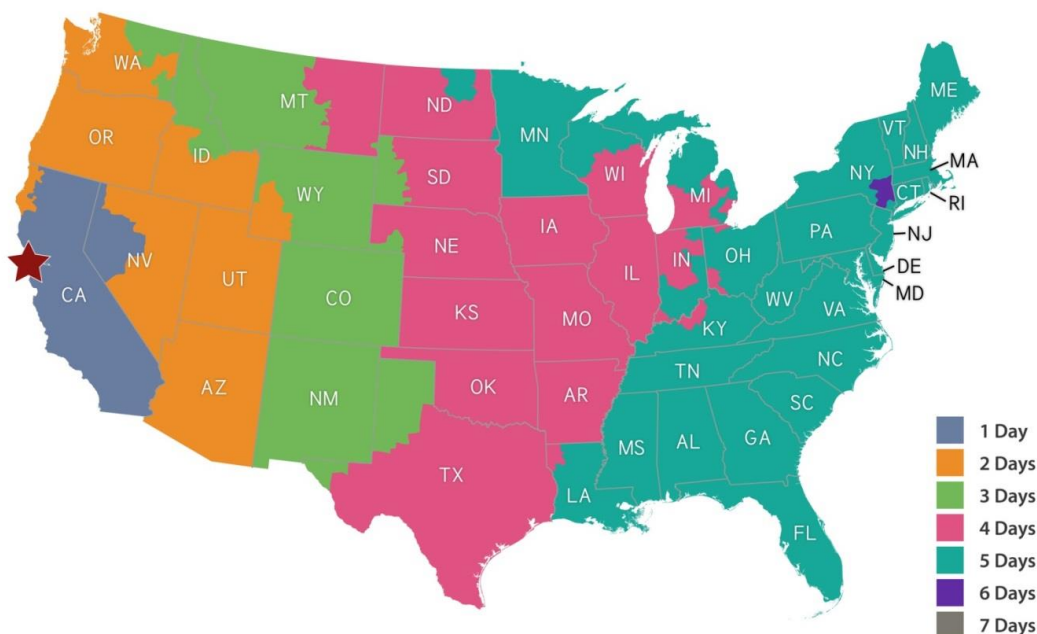 WA
MT
ND
MN
ME
VT
NH
OR
ID
WY
SD
WI
MI
NY
MA
CT
RI
NV
UT
CO
NE
IA
IL
IN
OH
PA
NJ
DE
MD
CA
KS
MO
KY
WV
VA
AZ
NM
OK
AR
TN
NC
SC
TX
LA
MS
AL
GA
FL
1 Day
2 Days
3 Days
4 Days
5 Days
6 Days
7 Days